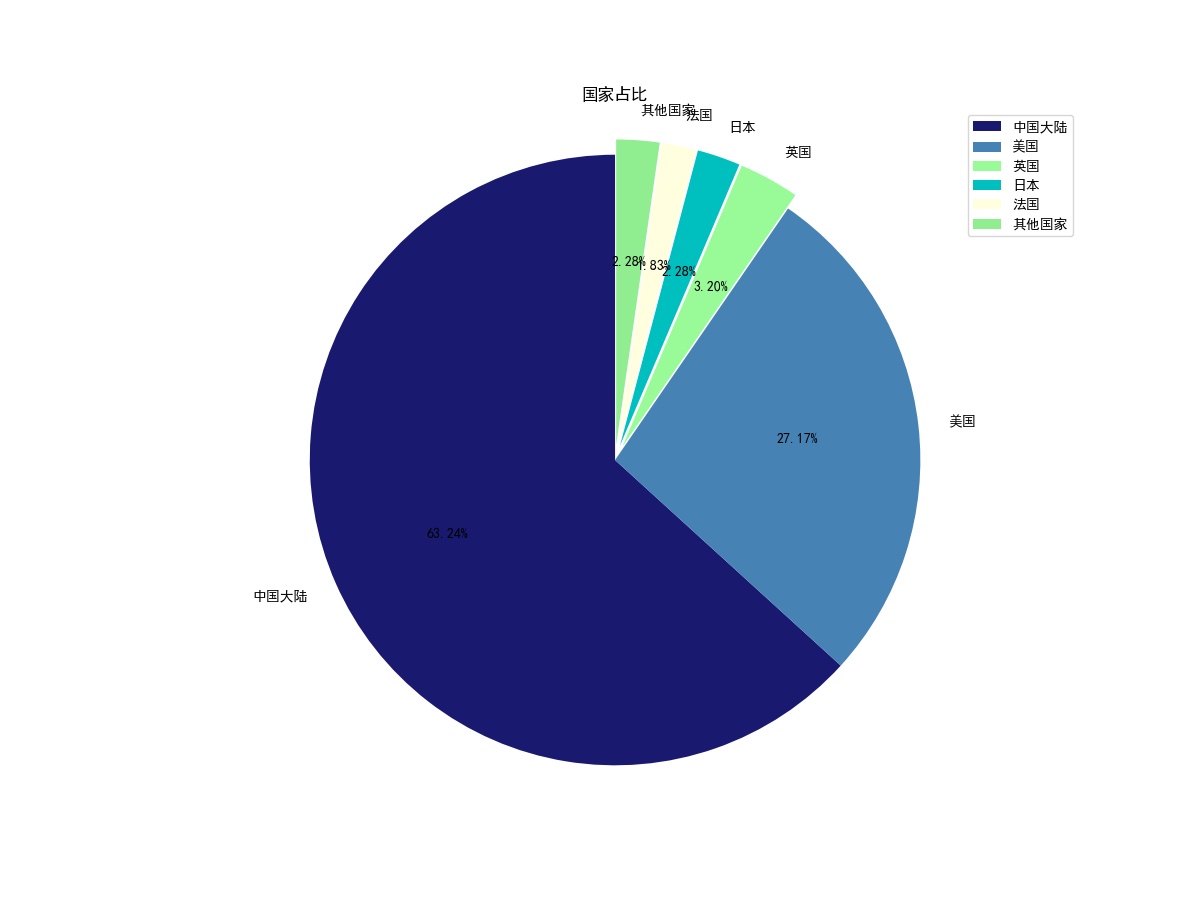 国家占比
其他国家
法国
日本
英国
美国
中国大陆
2.28%
1.83%
2.28%
3.20%
27.17%
63.24%
中国大陆
美国
英国
日本
法国
其他国家